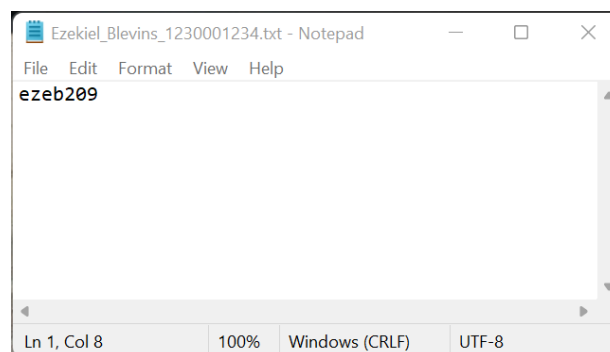 Ezekiel_Blevins_1230001234.txt - Notepad
File Edit Format View Help
ezeb209
Ln 1, Col 8 100% Windows (CRLF) UTF-8